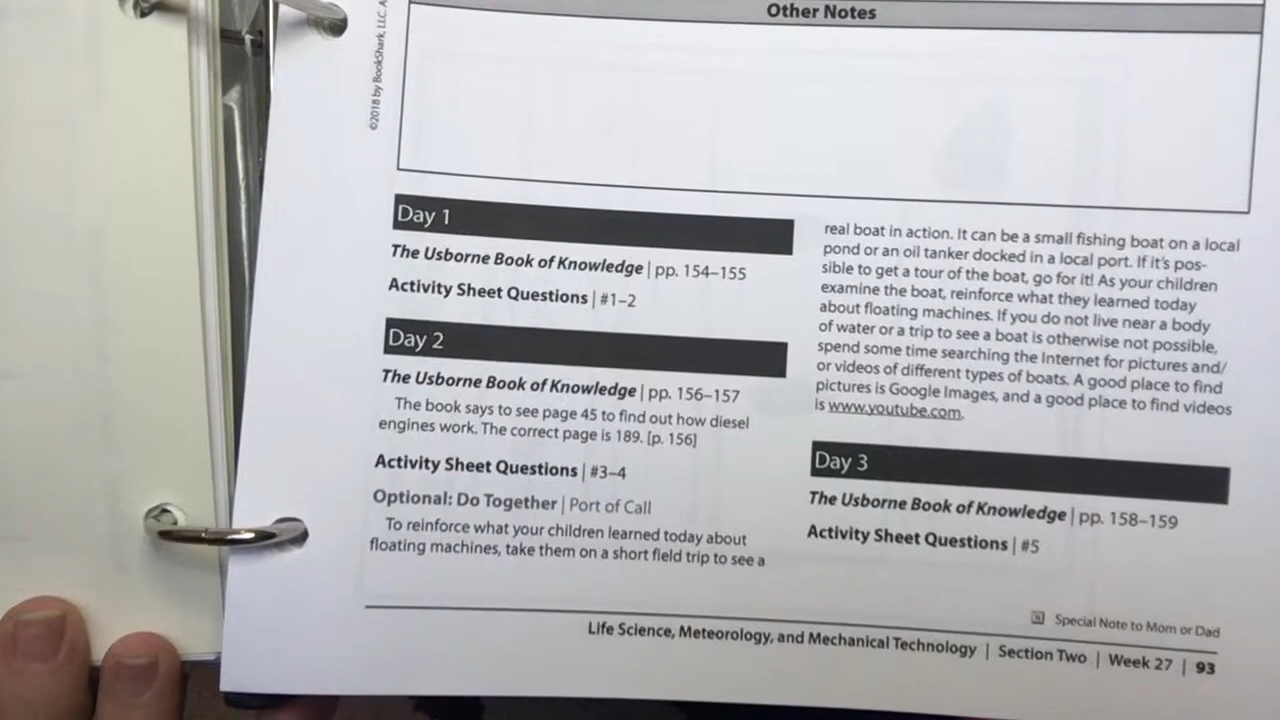 Other Notes
©2018 by BookShark, LLC. A
Day 1
The Usborne Book of Knowledge | pp. 154–155
Activity Sheet Questions | #1–2
Day 2
The Usborne Book of Knowledge | pp. 156–157
The book says to see page 45 to find out how diesel
engines work. The correct page is 189. [p. 156]
Activity Sheet Questions | #3–4
Optional: Do Together | Port of Call
To reinforce what your children learned today about
floating machines, take them on a short field trip to see a
real boat in action. It can be a small fishing boat on a local
pond or an oil tanker docked in a local port. If it's pos-
sible to get a tour of the boat, go for it! As your children
examine the boat, reinforce what they learned today
about floating machines. If you do not live near a body
of water or a trip to see a boat is otherwise not possible,
spend some time searching the Internet for pictures and/
or videos of different types of boats. A good place to find
pictures is Google Images, and a good place to find videos
is www.youtube.com.
Day 3
The Usborne Book of Knowledge | pp. 158–159
Activity Sheet Questions | #5
N Special Note to Mom or Dad
Life Science, Meteorology, and Mechanical Technology | Section Two | Week 27 | 93